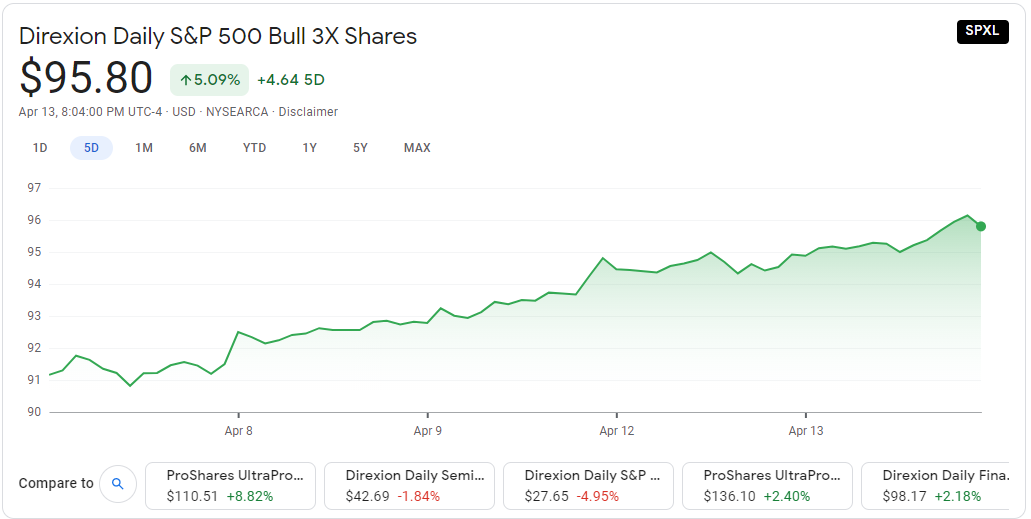 Direxion Daily S&P 500 Bull 3X Shares
SPXL
$95.80 ↑5.09% +4.64 5D
Apr 13, 8:04:00 PM UTC-4 · USD · NYSEARCA · Disclaimer
1D 5D 1M 6M YTD 1Y 5Y MAX
97
96
95
94
93
92
91
90
Apr 8 Apr 9 Apr 12 Apr 13
Compare to
ProShares UltraPro...
$110.51 +8.82%
Direxion Daily Semi...
$42.69 -1.84%
Direxion Daily S&P ...
$27.65 -4.95%
ProShares UltraPro...
$136.10 +2.40%
Direxion Daily Fina.
$98.17 +2.18%